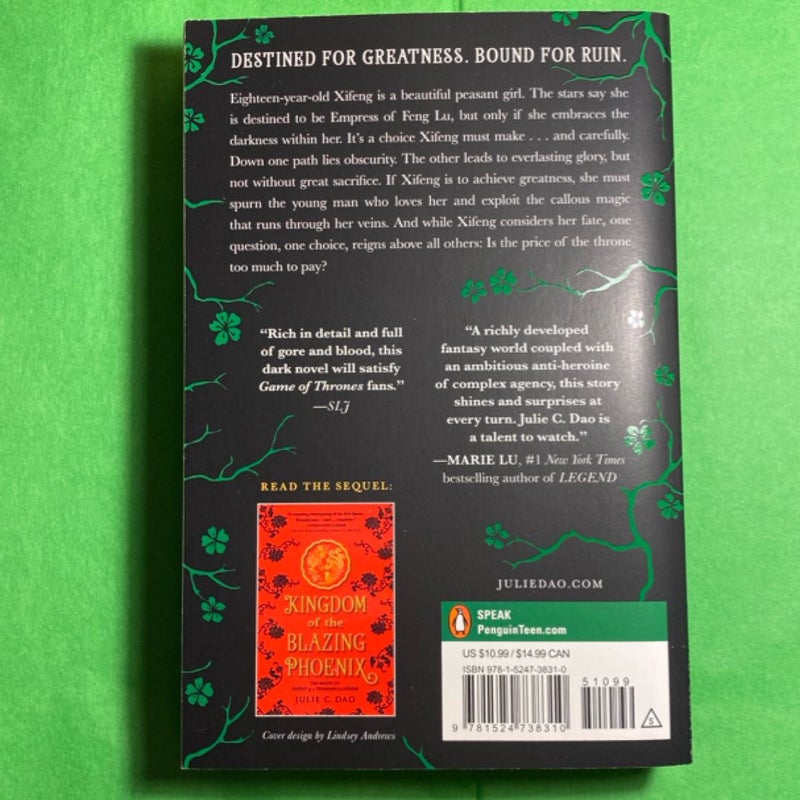 DESTINED FOR GREATNESS. BOUND FOR RUIN.
Eighteen-year-old Xifeng is a beautiful peasant girl. The stars say she
is destined to be Empress of Feng Lu, but only if she embraces the
darkness within her. It's a choice Xifeng must make . . . and carefully.
Down one path lies obscurity. The other leads to everlasting glory, but
not without great sacrifice. If Xifeng is to achieve greatness, she must
spurn the young man who loves her and exploit the callous magic
that runs through her veins. And while Xifeng considers her fate, one
question, one choice, reigns above all others: Is the price of the throne
too much to pay?
"Rich in detail and full
of gore and blood, this
dark novel will satisfy
Game of Thrones fans."
—SLJ
"A richly developed
fantasy world coupled with
an ambitious anti-heroine
of complex agency, this story
shines and surprises at
every turn. Julie C. Dao is
a talent to watch."
—MARIE LU, #1 New York Times
bestselling author of LEGEND
READ THE SEQUEL:
KINGDOM
of the
BLAZING
PHOENIX
JULIE C. DAO
Cover design by Lindsey Andrews
JULIEDAO.COM
SPEAK
PenguinTeen.com
US $10.99 / $14.99 CAN
ISBN 978-1-5247-3831-0
51099
9 781524 738310
S